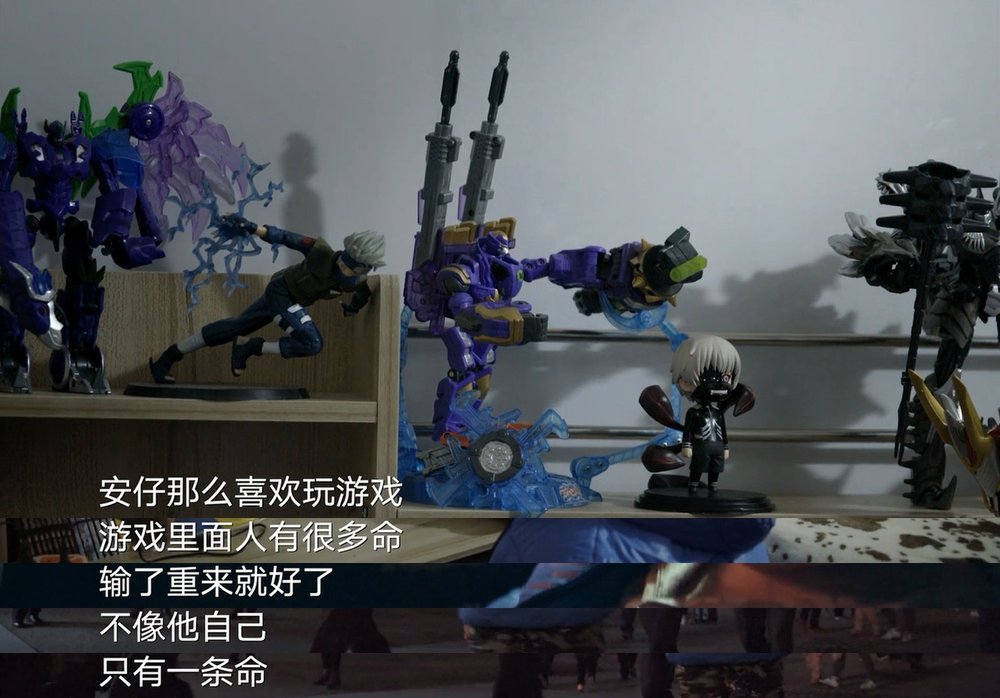 安仔那么喜欢玩游戏
游戏里面人有很多命
输了重来就好了
不像他自己
只有一条命